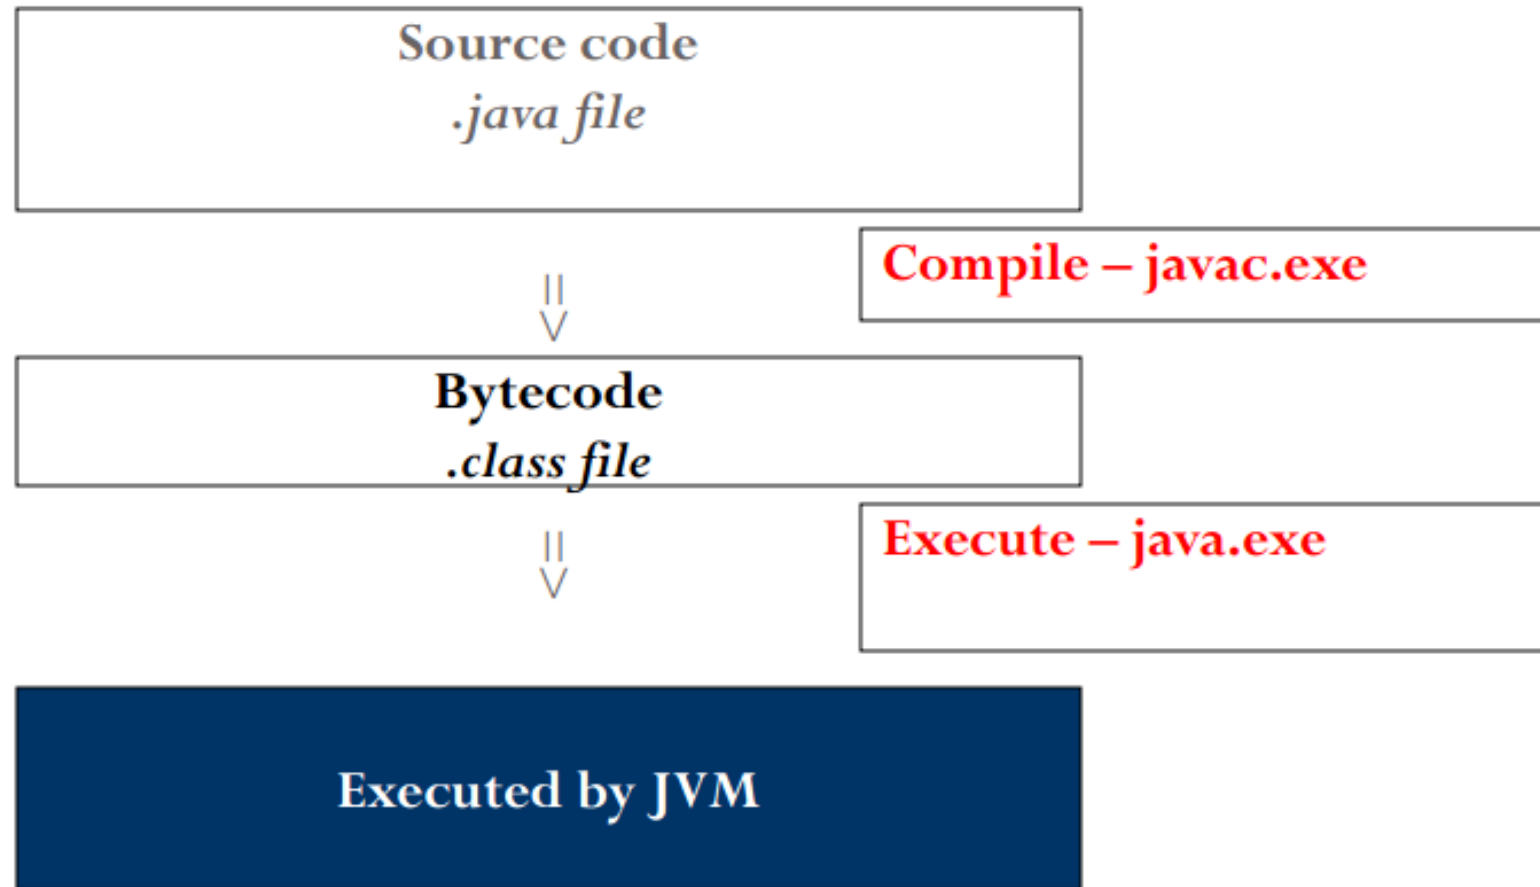 Source code
.java file
Compile – javac.exe
=>
Bytecode
.class file
Execute – java.exe
=>
Executed by JVM